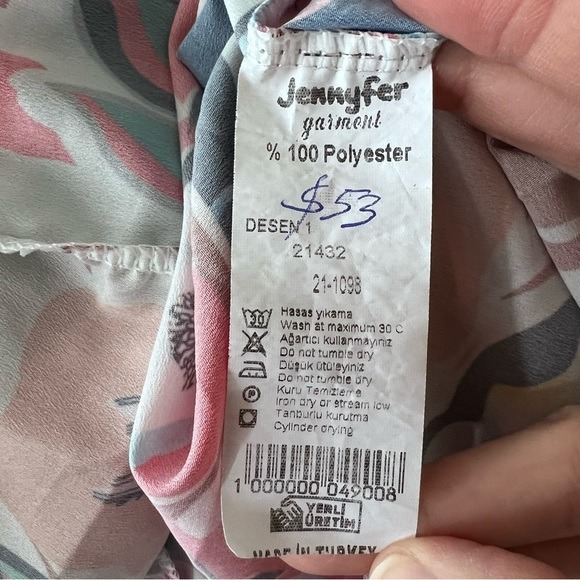 Jennyfer
garment
% 100 Polyester
$53
DESEN 1
21432
21-1098
30 Hasas yıkama
Wash at maximum 30 C
Ağartıcı kullanmayınız
Do not tumble dry
Düşük ütüleyiniz
Do not tumble dry
P Kuru Temizleme
Iron dry or stream low
Tanburlu kurutma
Cylinder drying
1 000000 049008
YERLİ
ÜRETİM
MADE İN TURKEY